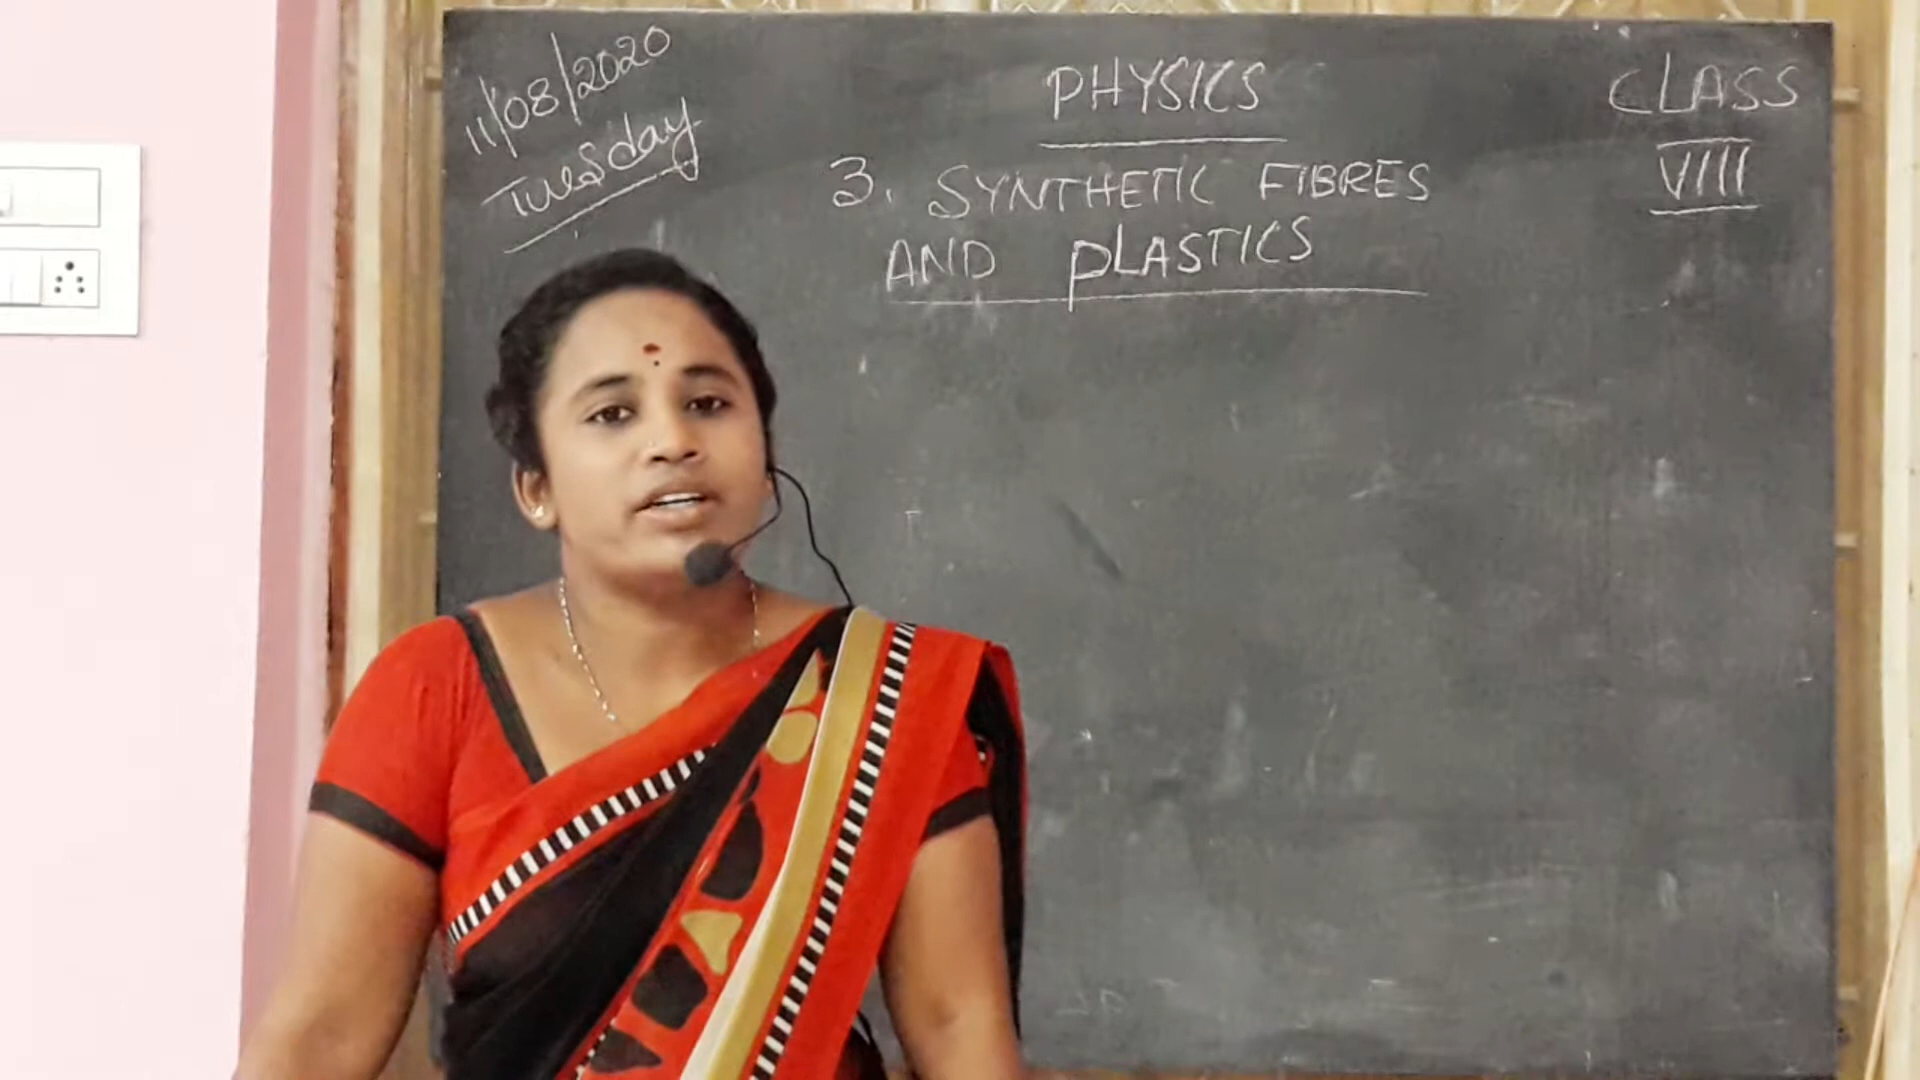 11/08/2020
Tuesday
PHYSICS
CLASS
VIII
3. SYNTHETIC FIBRES
AND PLASTICS